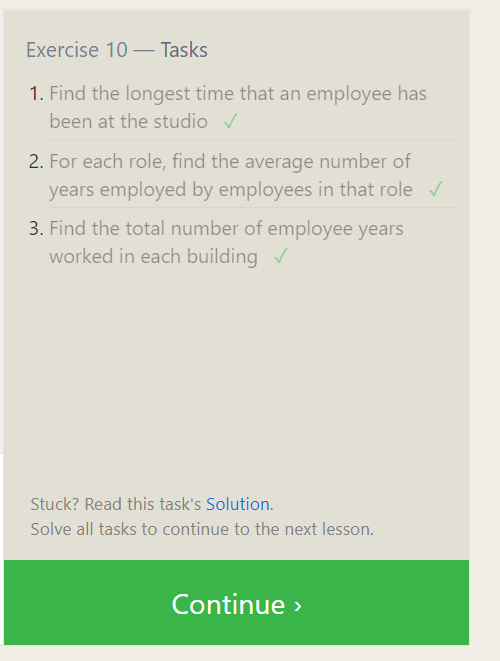 Exercise 10 — Tasks
1. Find the longest time that an employee has
been at the studio ✓
2. For each role, find the average number of
years employed by employees in that role ✓
3. Find the total number of employee years
worked in each building ✓
Stuck? Read this task's Solution.
Solve all tasks to continue to the next lesson.
Continue ›